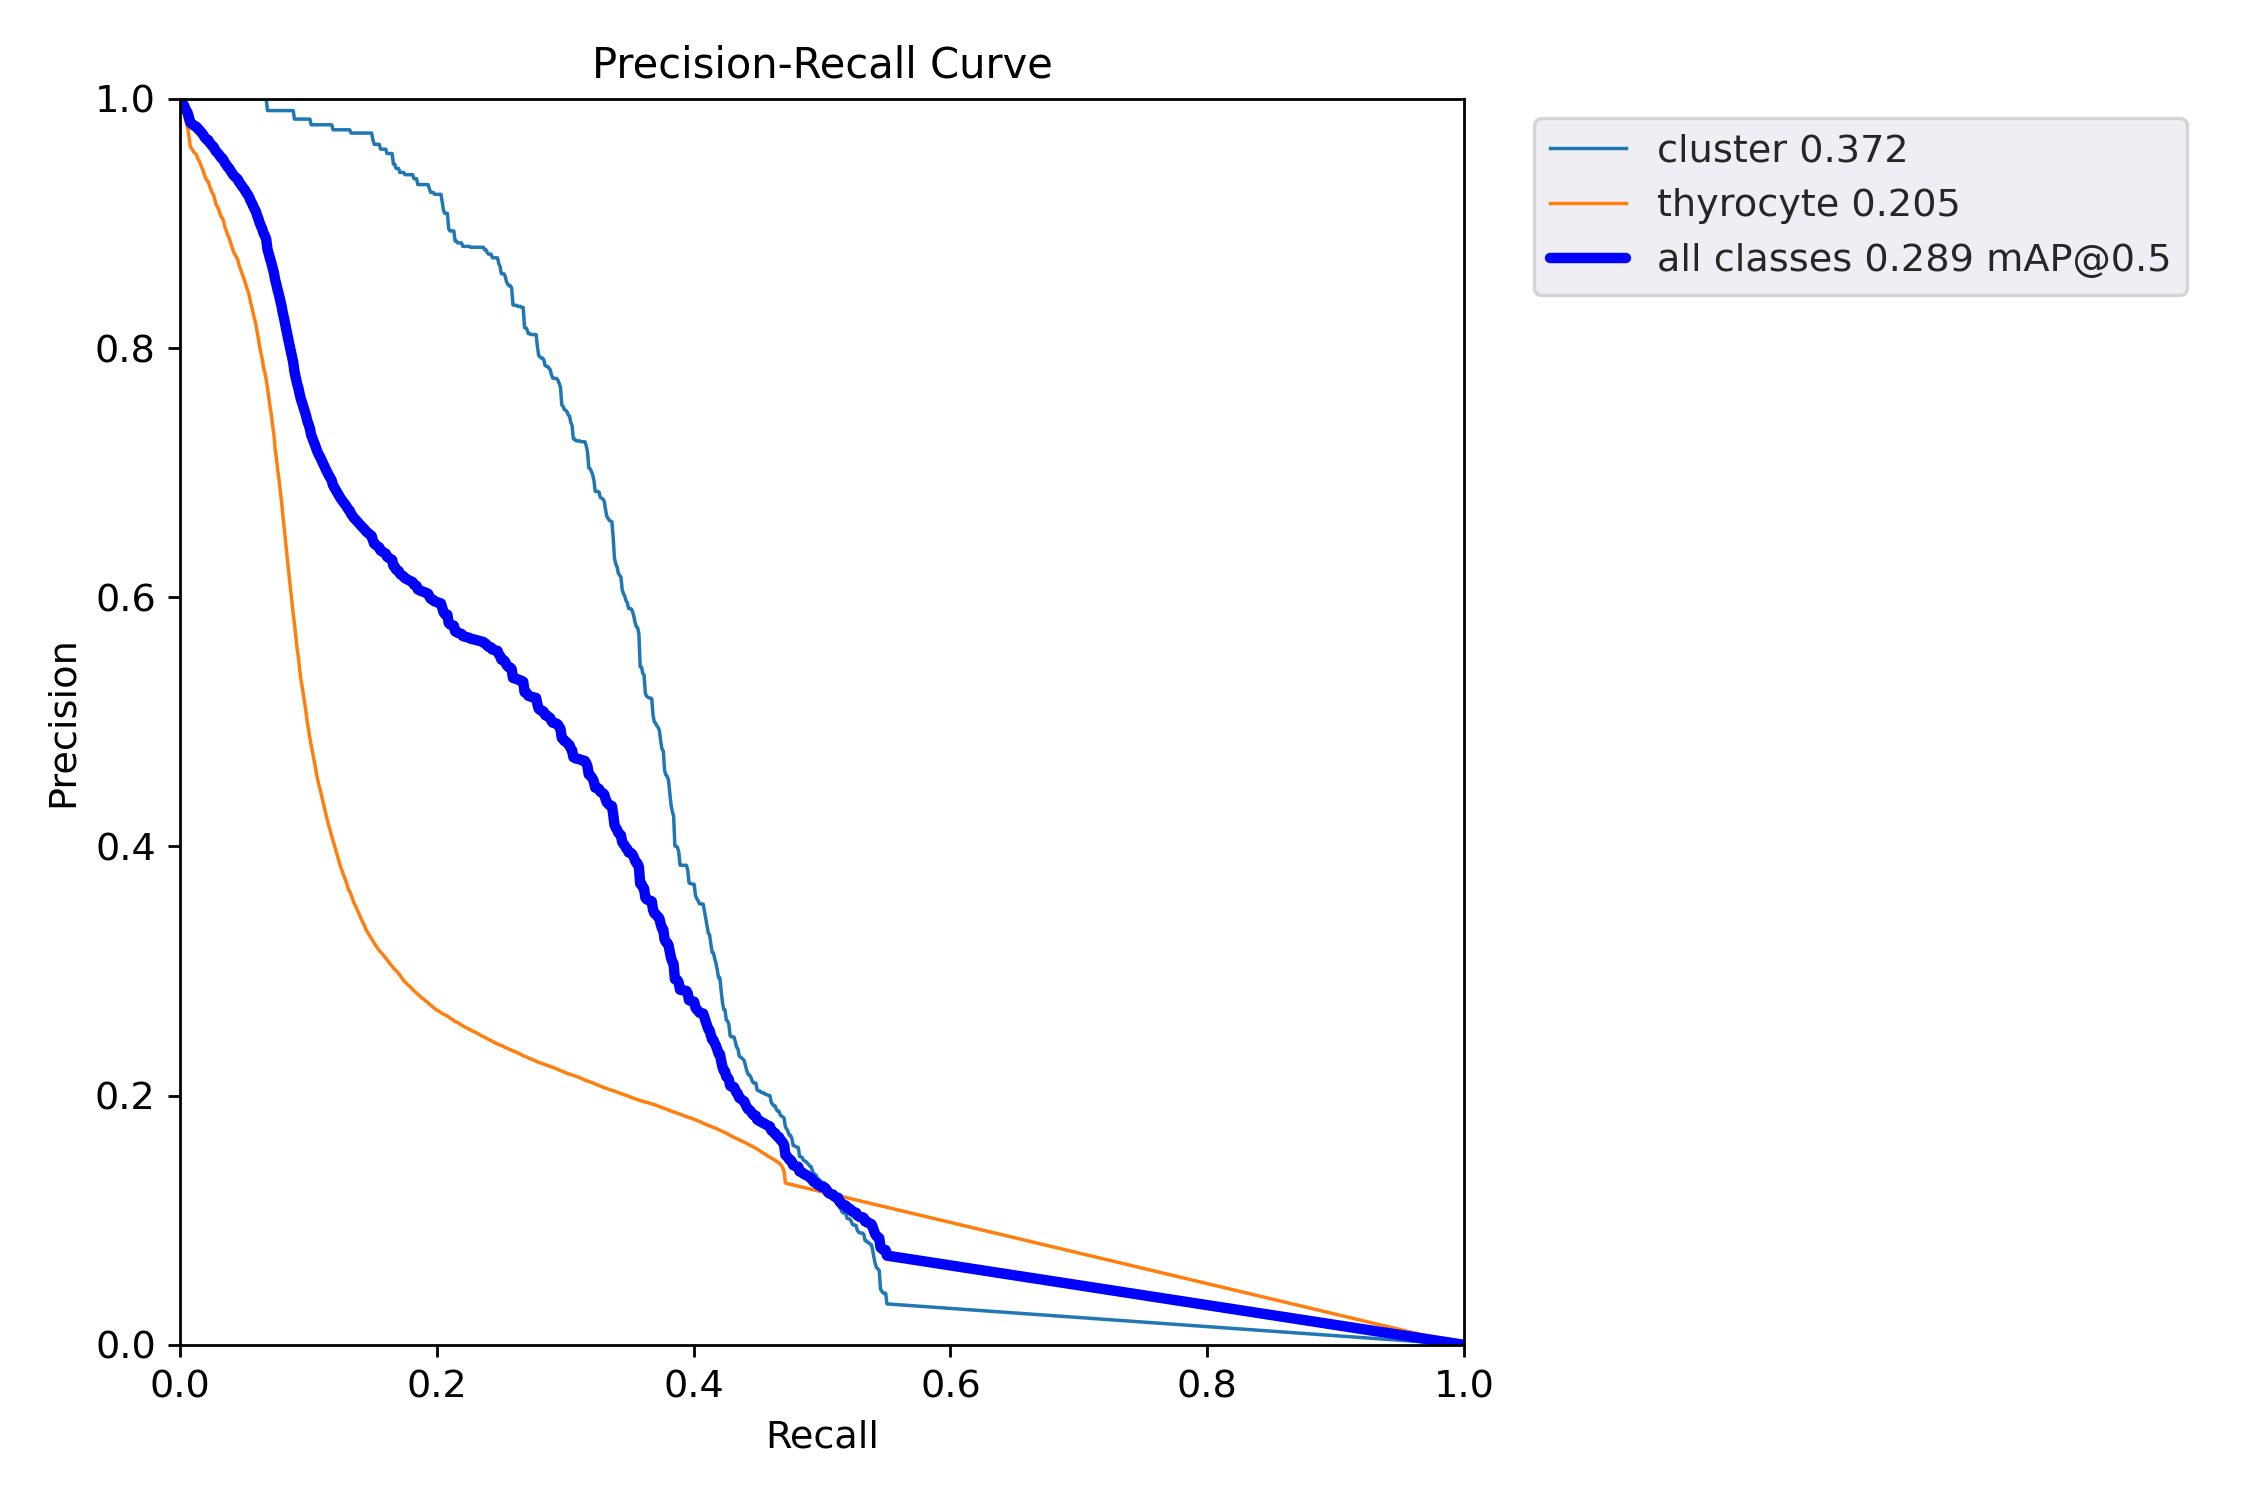 Precision-Recall Curve
1.0
0.8
0.6
0.4
0.2
0.0
Precision
0.0 0.2 0.4 0.6 0.8 1.0
Recall
cluster 0.372
thyrocyte 0.205
all classes 0.289 mAP@0.5